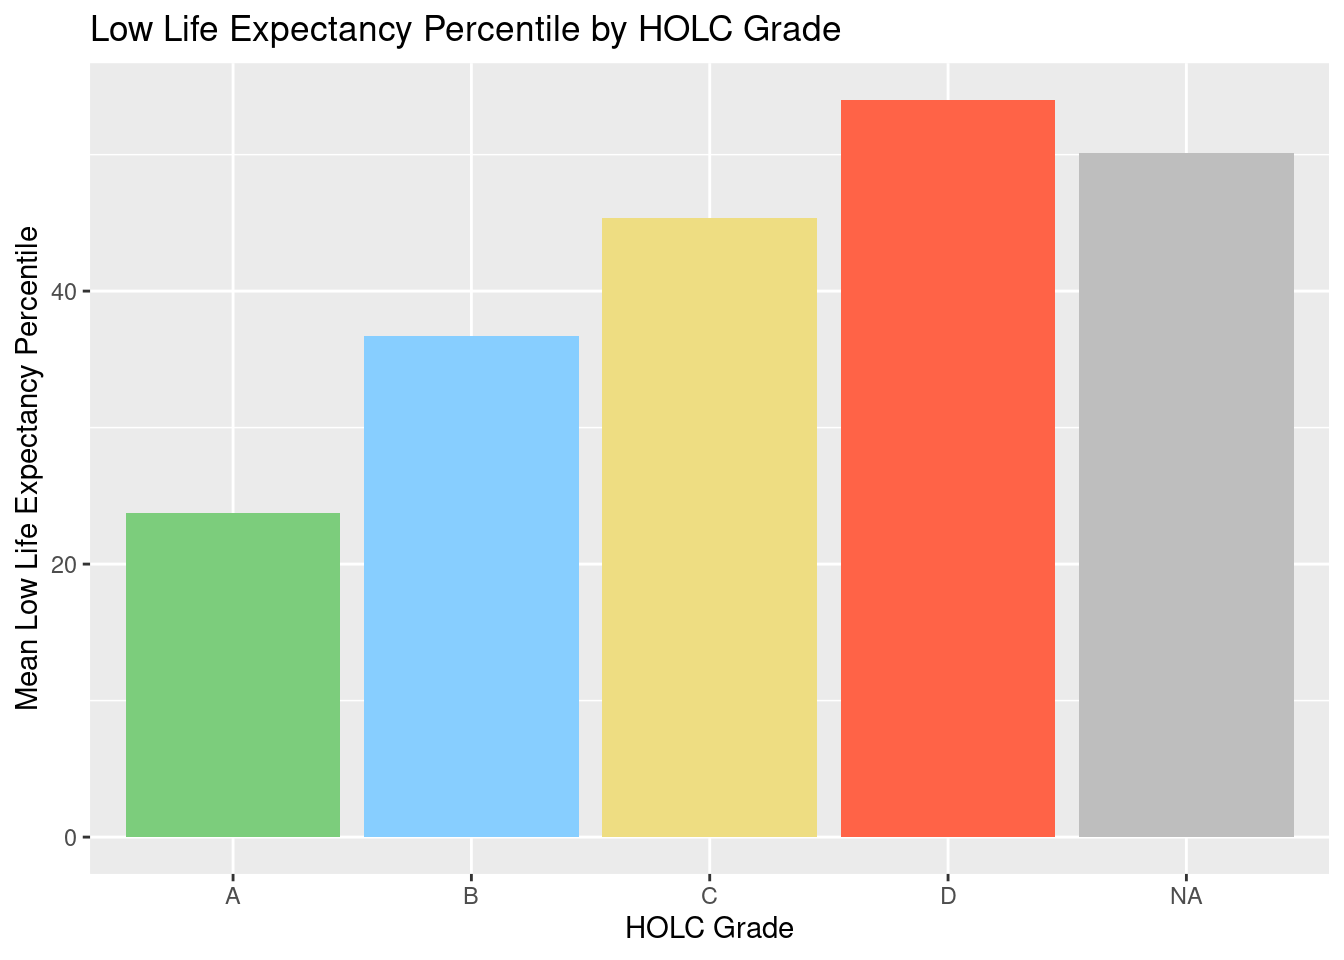 Low Life Expectancy Percentile by HOLC Grade
Mean Low Life Expectancy Percentile
40
20
0
A B C D NA
HOLC Grade